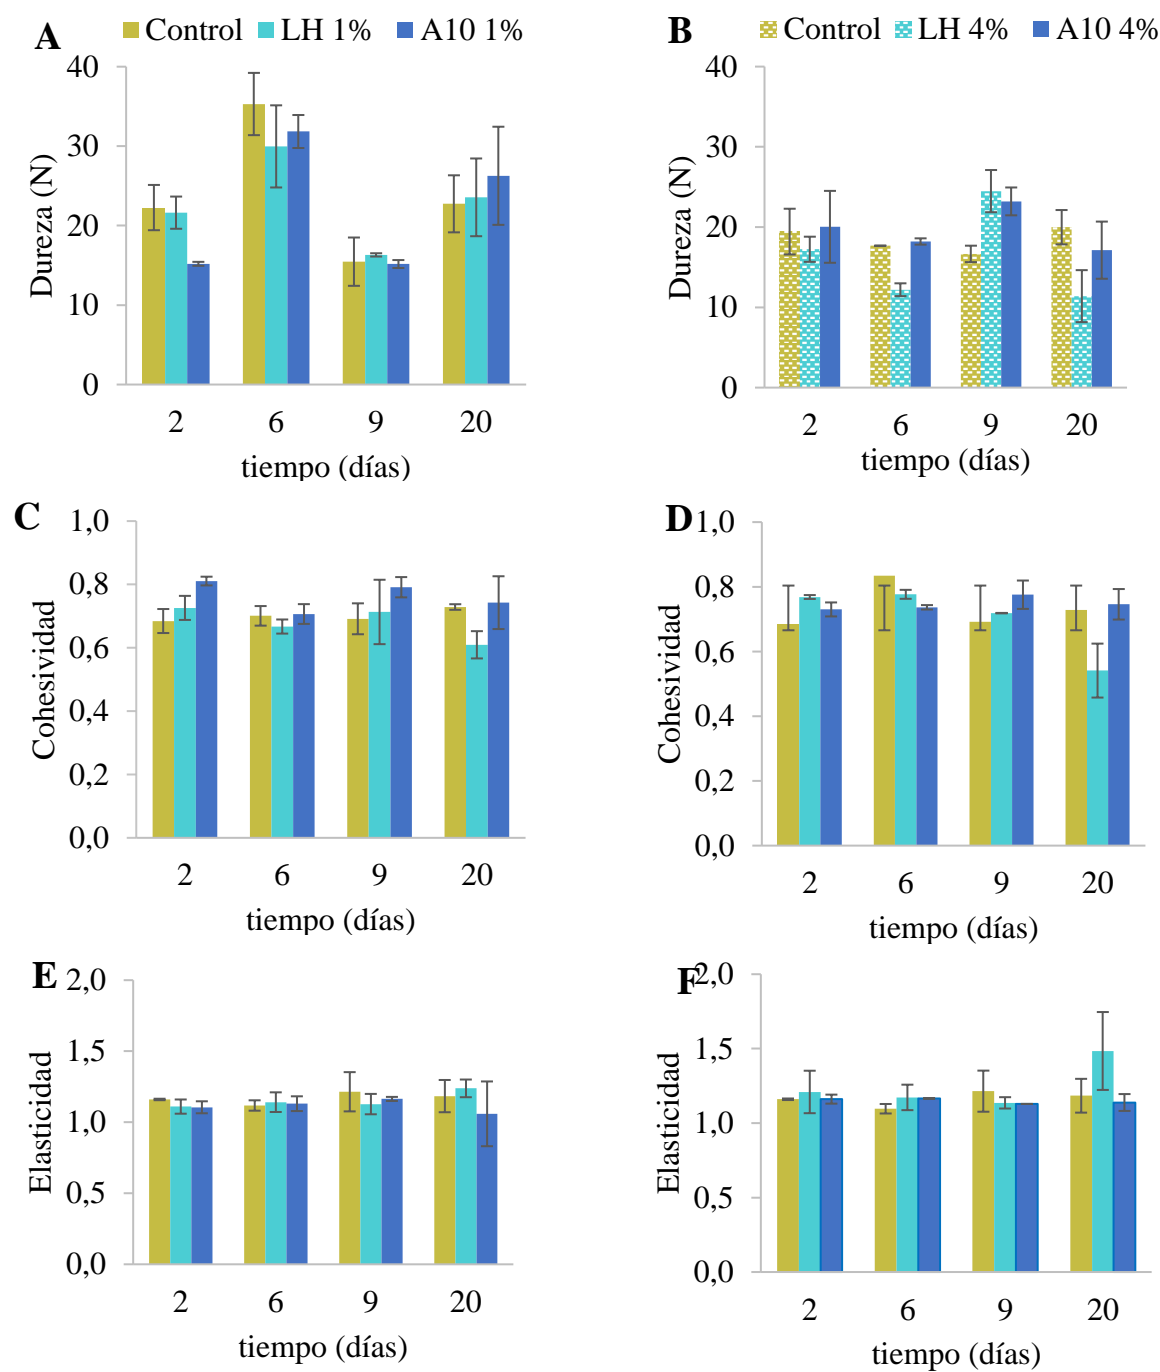 A Control LH 1% A10 1%
40
30
20
10
0
Dureza (N)
2 6 9 20
tiempo (días)
B Control LH 4% A10 4%
40
30
20
10
0
Dureza (N)
2 6 9 20
tiempo (días)
C
1,0
0,8
0,6
0,4
0,2
0,0
Cohesividad
2 6 9 20
tiempo (días)
D
1,0
0,8
0,6
0,4
0,2
0,0
Cohesividad
2 6 9 20
tiempo (días)
E
2,0
1,5
1,0
0,5
0,0
Elasticidad
2 6 9 20
tiempo (días)
F
2,0
1,5
1,0
0,5
0,0
Elasticidad
2 6 9 20
tiempo (días)